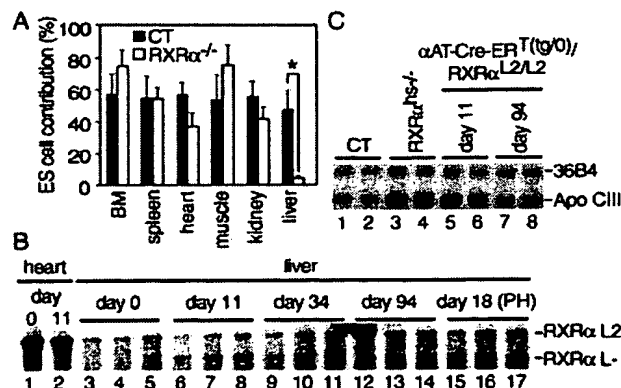 A
ES cell contribution (%)
100
80
60
40
20
0
CT
RXRα-/-
*
BM
spleen
heart
muscle
kidney
liver
C
αAT-Cre-ERT(tg/0)/
RXRαL2/L2
CT
RXRαhs-/-
day 11
day 94
36B4
Apo CIII
1 2 3 4 5 6 7 8
B
heart
liver
day
0 11
day 0
day 11
day 34
day 94
day 18 (PH)
RXRα L2
RXRα L-
1 2 3 4 5 6 7 8 9 10 11 12 13 14 15 16 17